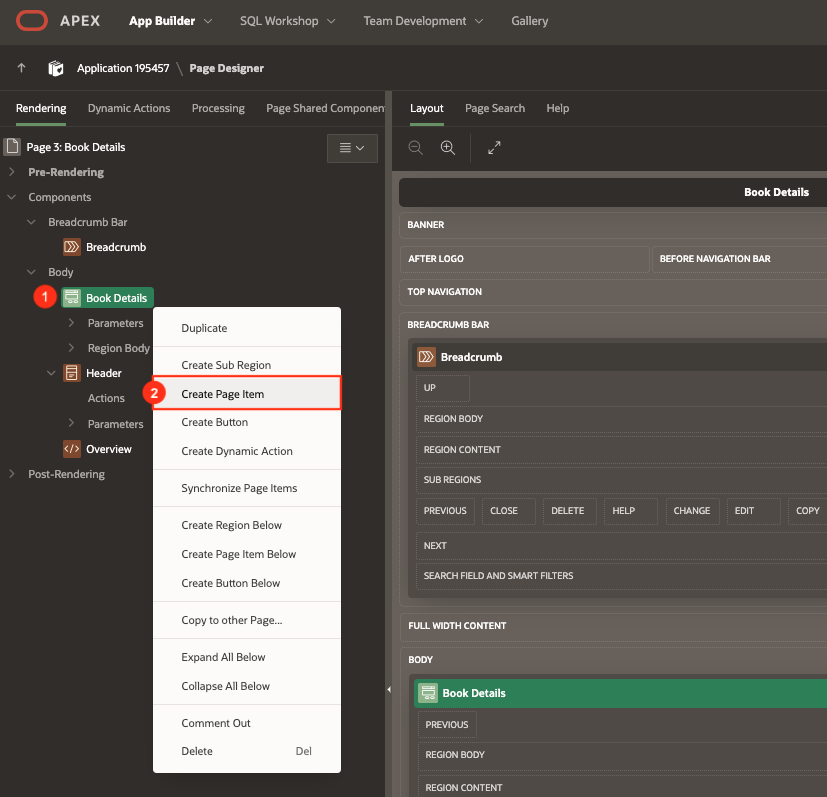 APEX App Builder SQL Workshop Team Development Gallery
Application 195457 \ Page Designer
Rendering Dynamic Actions Processing Page Shared Componen
Layout Page Search Help
Page 3: Book Details
Pre-Rendering
Components
Breadcrumb Bar
Breadcrumb
Body
1 Book Details
Parameters
Region Body
Header
Actions
Parameters
Overview
Post-Rendering
Duplicate
Create Sub Region
2 Create Page Item
Create Button
Create Dynamic Action
Synchronize Page Items
Create Region Below
Create Page Item Below
Create Button Below
Copy to other Page...
Expand All Below
Collapse All Below
Comment Out
Delete Del
Book Details
BANNER
AFTER LOGO BEFORE NAVIGATION BAR
TOP NAVIGATION
BREADCRUMB BAR
Breadcrumb
UP
REGION BODY
REGION CONTENT
SUB REGIONS
PREVIOUS CLOSE DELETE HELP CHANGE EDIT COPY
NEXT
SEARCH FIELD AND SMART FILTERS
FULL WIDTH CONTENT
BODY
Book Details
PREVIOUS
REGION BODY
REGION CONTENT